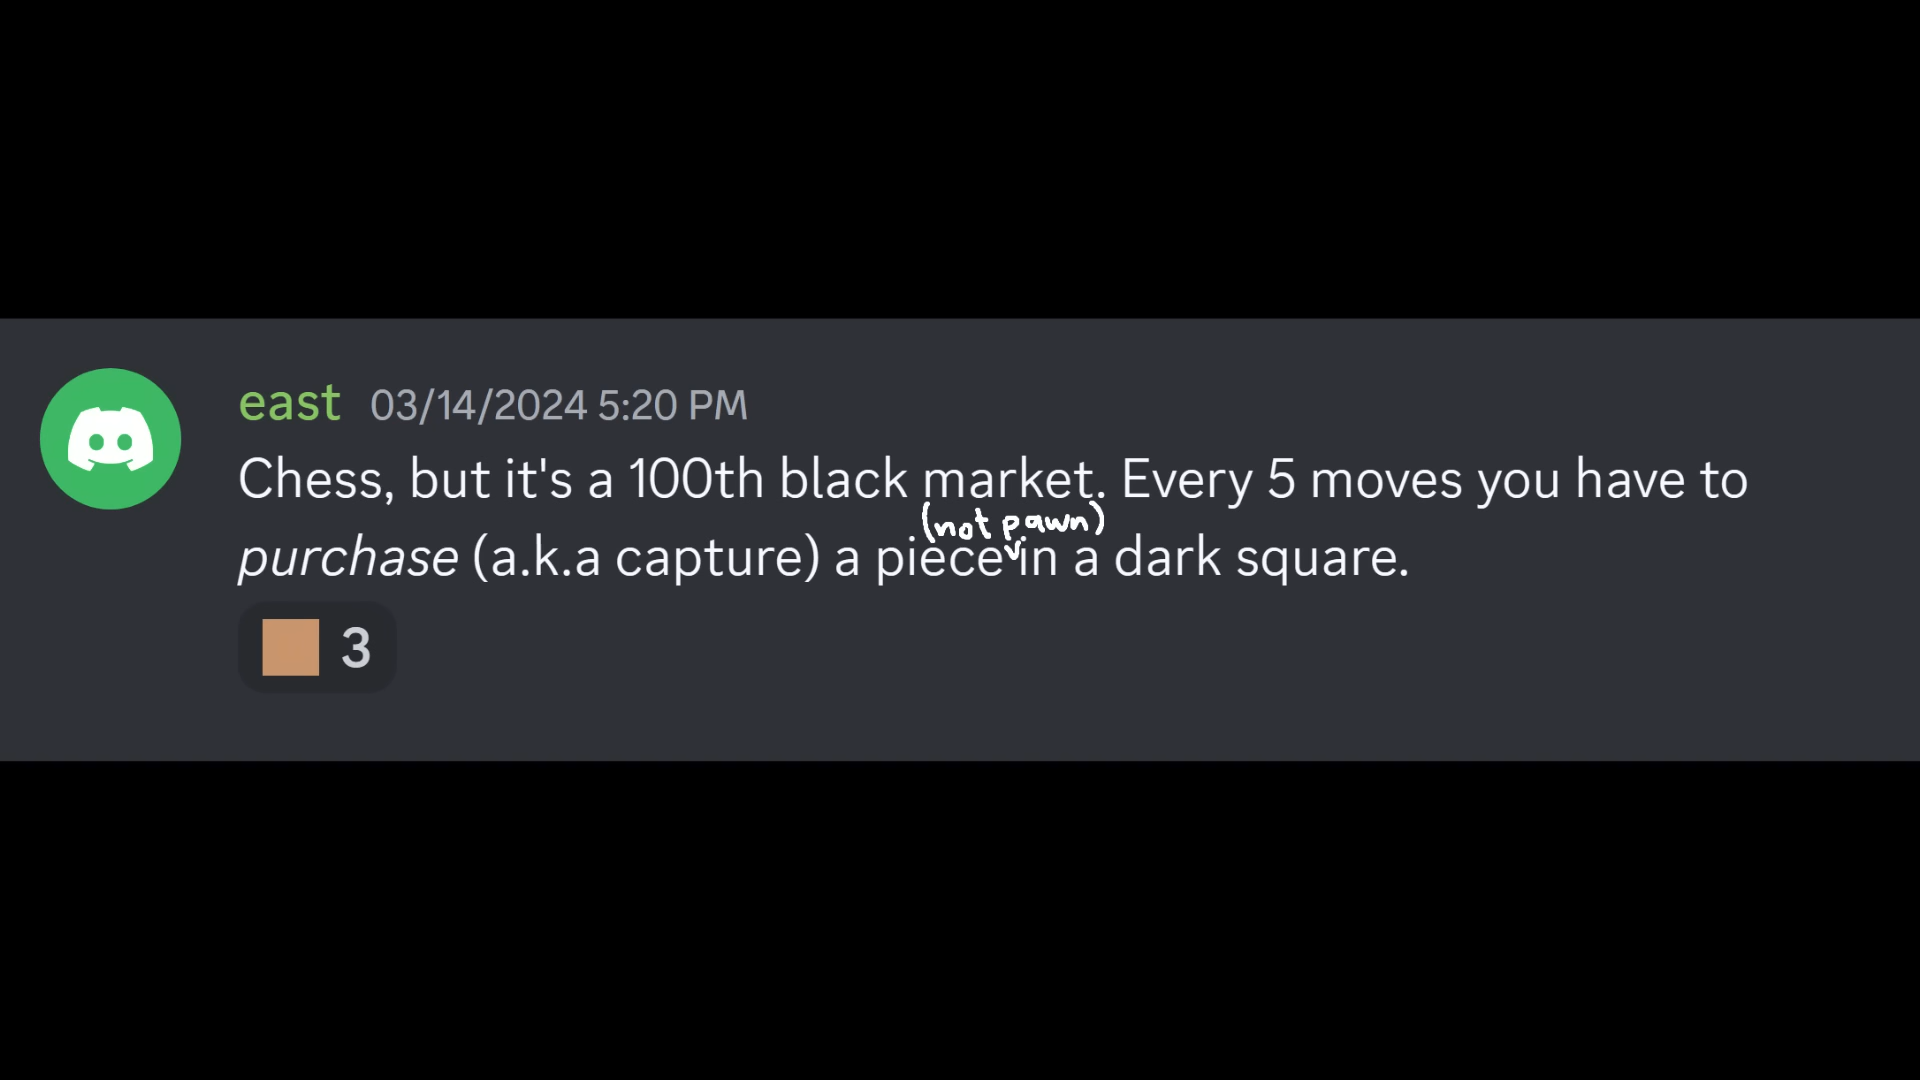 east 03/14/2024 5:20 PM
Chess, but it's a 100th black market. Every 5 moves you have to
(not pawn)
purchase (a.k.a capture) a piece in a dark square.
3